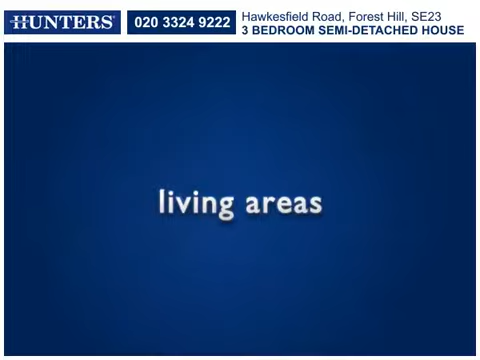 HUNTERS
020 3324 9222
Hawkesfield Road, Forest Hill, SE23
3 BEDROOM SEMI-DETACHED HOUSE
living areas